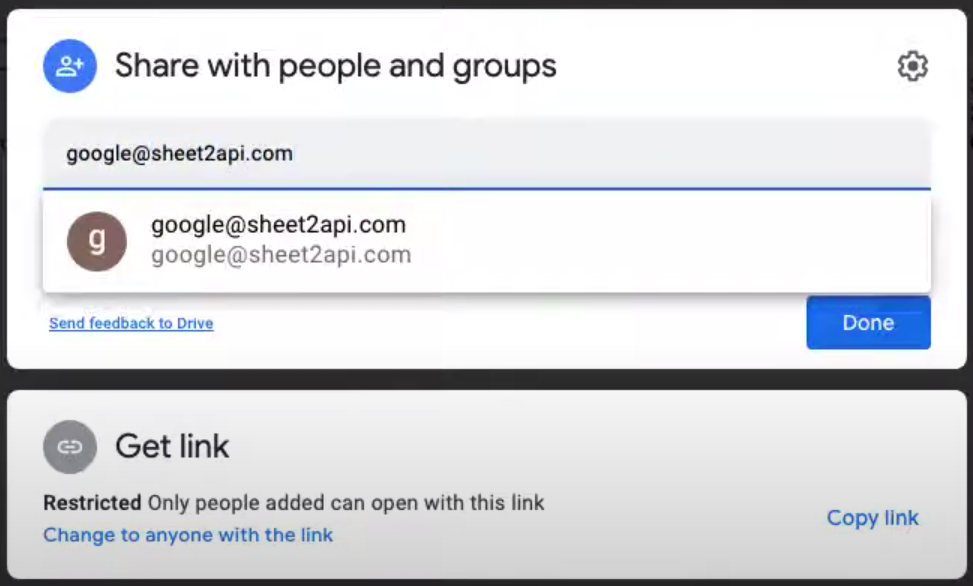 Share with people and groups
google@sheet2api.com
g
google@sheet2api.com
google@sheet2api.com
Send feedback to Drive
Done
Get link
Restricted Only people added can open with this link
Change to anyone with the link
Copy link